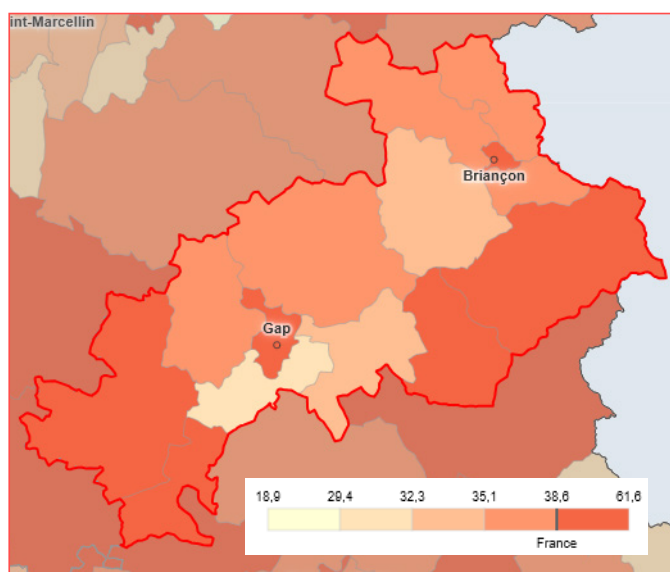 int-Marcellin
Briançon
Gap
18,9 29,4 32,3 35,1 38,6 61,6
France